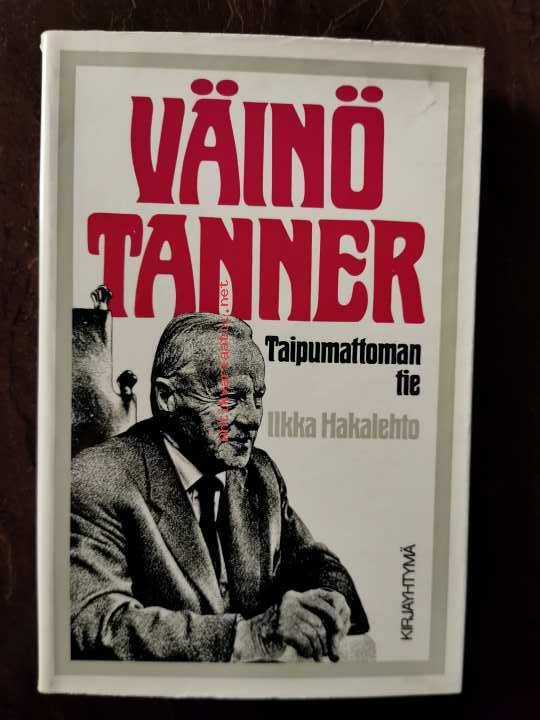 VÄINÖ
TANNER
Taipumattoman
tie
Ilkka Hakalehto
KIRJAYHTYMÄ